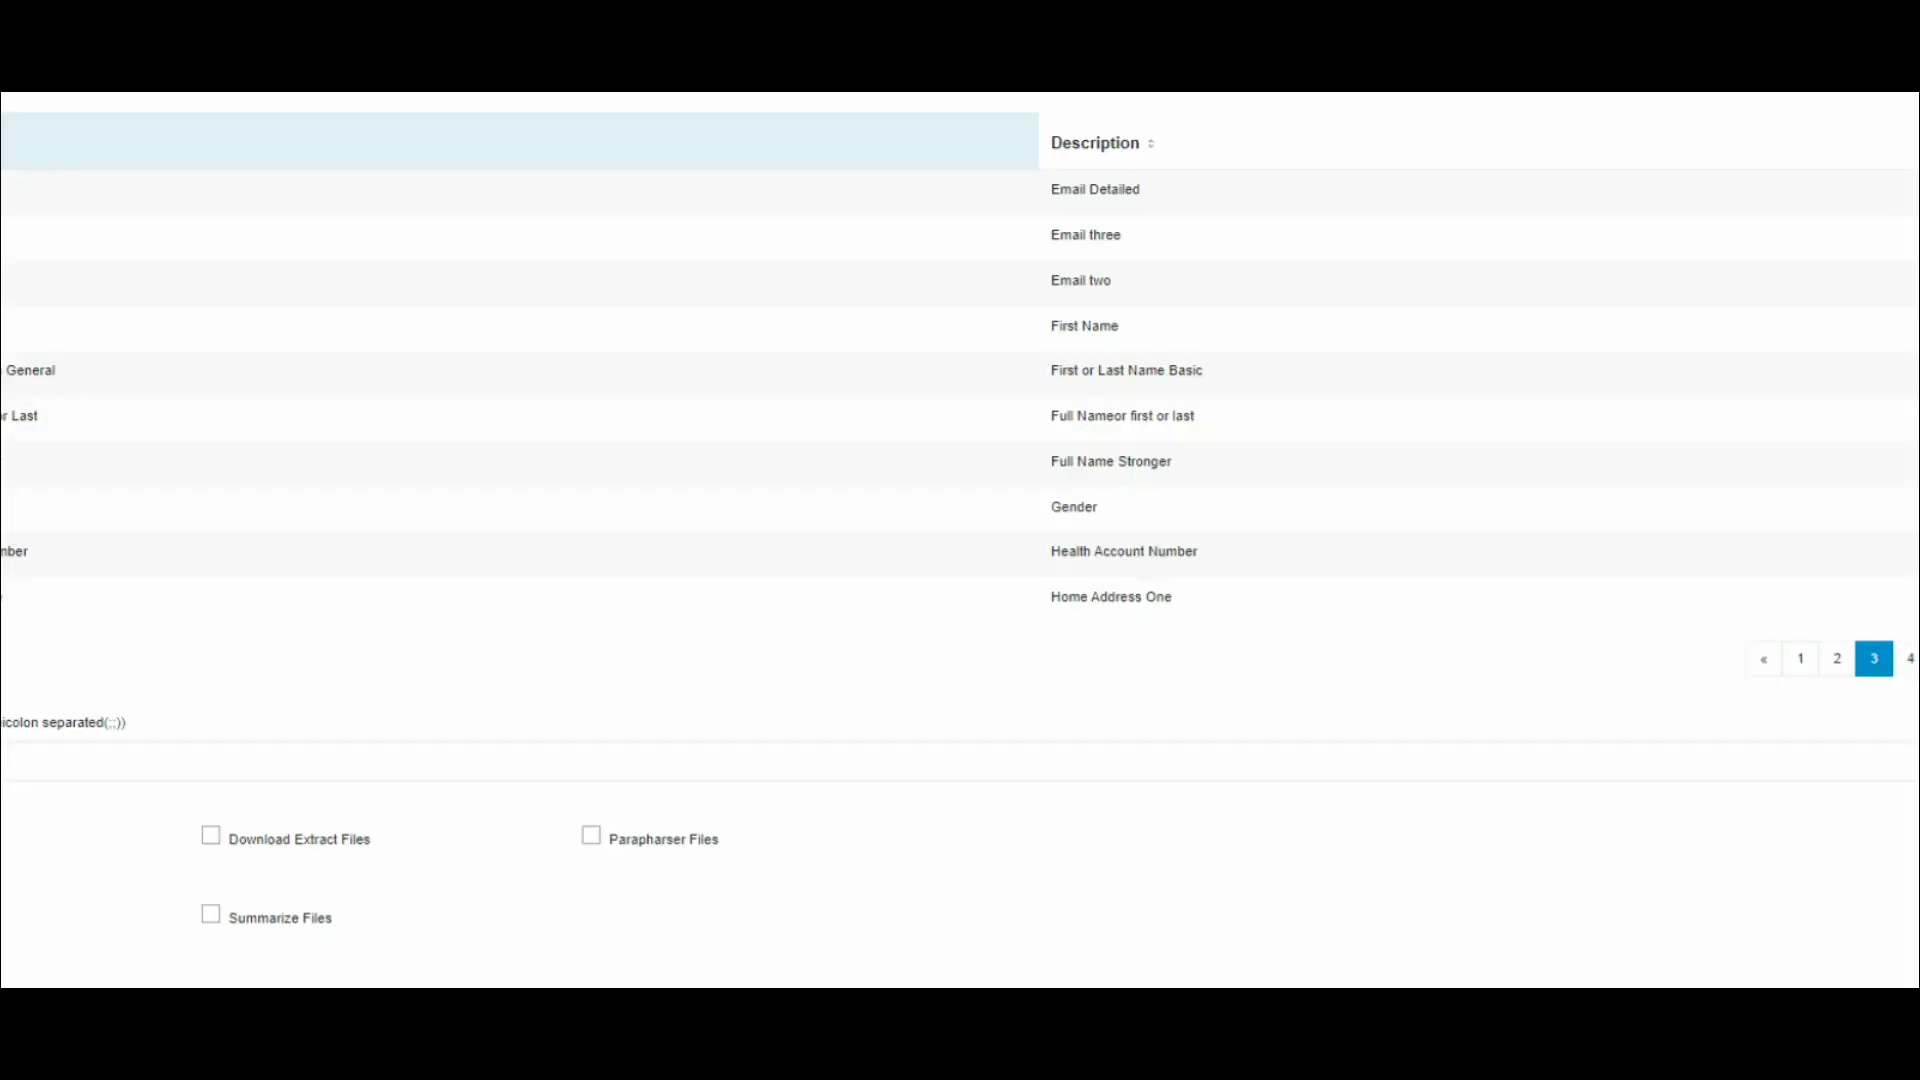 Description
Email Detailed
Email three
Email two
First Name
General First or Last Name Basic
r Last Full Nameor first or last
Full Name Stronger
Gender
mber Health Account Number
Home Address One
« 1 2 3 4
icolon separated(;;))
Download Extract Files Parapharser Files
Summarize Files